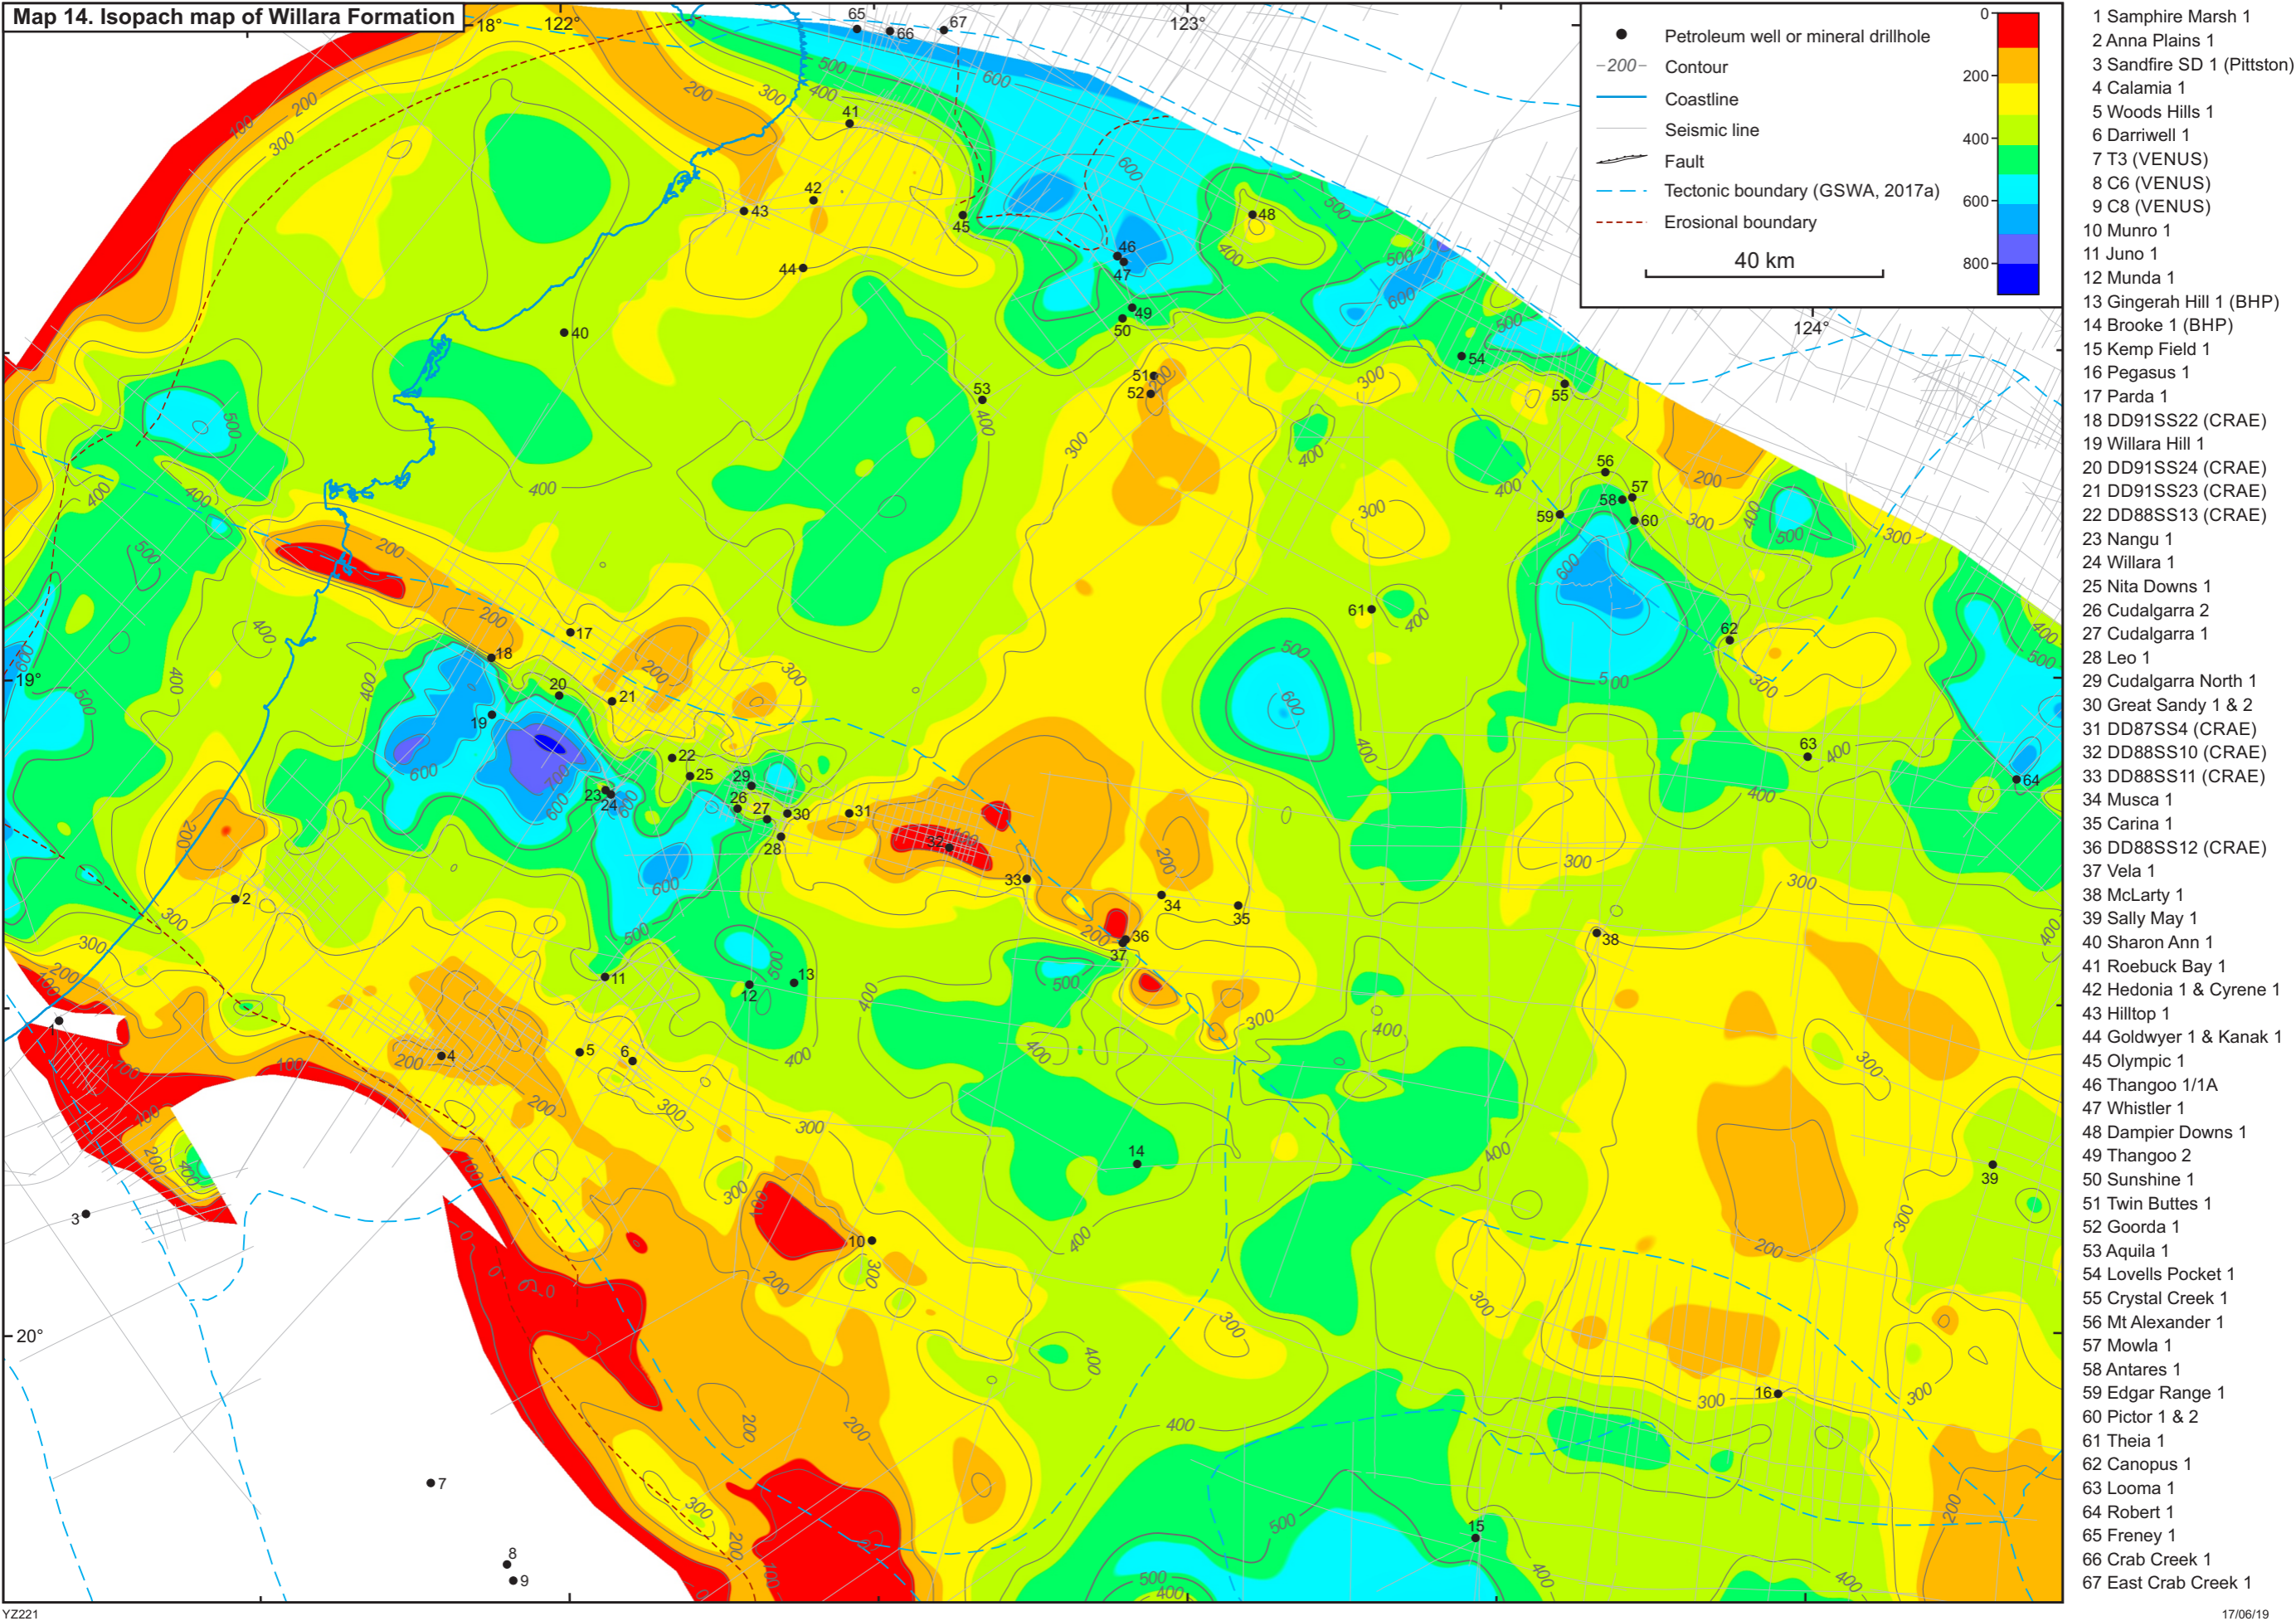 Map 14. Isopach map of Willara Formation
18°
122°
123°
124°
19°
20°
Petroleum well or mineral drillhole
200 Contour
Coastline
Seismic line
Fault
Tectonic boundary (GSWA, 2017a)
Erosional boundary
40 km
0
200
400
600
800
1 Samphire Marsh 1
2 Anna Plains 1
3 Sandfire SD 1 (Pittston)
4 Calamia 1
5 Woods Hills 1
6 Darriwell 1
7 T3 (VENUS)
8 C6 (VENUS)
9 C8 (VENUS)
10 Munro 1
11 Juno 1
12 Munda 1
13 Gingerah Hill 1 (BHP)
14 Brooke 1 (BHP)
15 Kemp Field 1
16 Pegasus 1
17 Parda 1
18 DD91SS22 (CRAE)
19 Willara Hill 1
20 DD91SS24 (CRAE)
21 DD91SS23 (CRAE)
22 DD88SS13 (CRAE)
23 Nangu 1
24 Willara 1
25 Nita Downs 1
26 Cudalgarra 2
27 Cudalgarra 1
28 Leo 1
29 Cudalgarra North 1
30 Great Sandy 1 & 2
31 DD87SS4 (CRAE)
32 DD88SS10 (CRAE)
33 DD88SS11 (CRAE)
34 Musca 1
35 Carina 1
36 DD88SS12 (CRAE)
37 Vela 1
38 McLarty 1
39 Sally May 1
40 Sharon Ann 1
41 Roebuck Bay 1
42 Hedonia 1 & Cyrene 1
43 Hilltop 1
44 Goldwyer 1 & Kanak 1
45 Olympic 1
46 Thangoo 1/1A
47 Whistler 1
48 Dampier Downs 1
49 Thangoo 2
50 Sunshine 1
51 Twin Buttes 1
52 Goorda 1
53 Aquila 1
54 Lovells Pocket 1
55 Crystal Creek 1
56 Mt Alexander 1
57 Mowla 1
58 Antares 1
59 Edgar Range 1
60 Pictor 1 & 2
61 Theia 1
62 Canopus 1
63 Looma 1
64 Robert 1
65 Freney 1
66 Crab Creek 1
67 East Crab Creek 1
YZ221
17/06/19